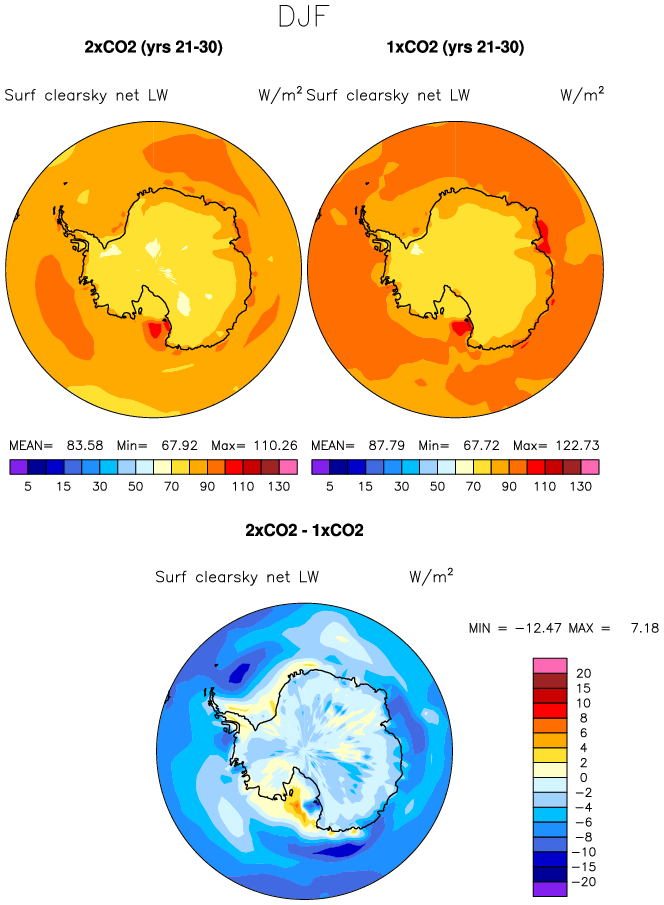 DJF
2xCO2 (yrs 21-30) 1xCO2 (yrs 21-30)
Surf clearsky net LW W/m² Surf clearsky net LW W/m²
MEAN= 83.58 Min= 67.92 Max= 110.26 MEAN= 87.79 Min= 67.72 Max= 122.73
5 15 30 50 70 90 110 130 5 15 30 50 70 90 110 130
2xCO2 - 1xCO2
Surf clearsky net LW W/m²
MIN = −12.47 MAX = 7.18
20
15
10
8
6
4
2
0
−2
−4
−6
−8
−10
−15
−20